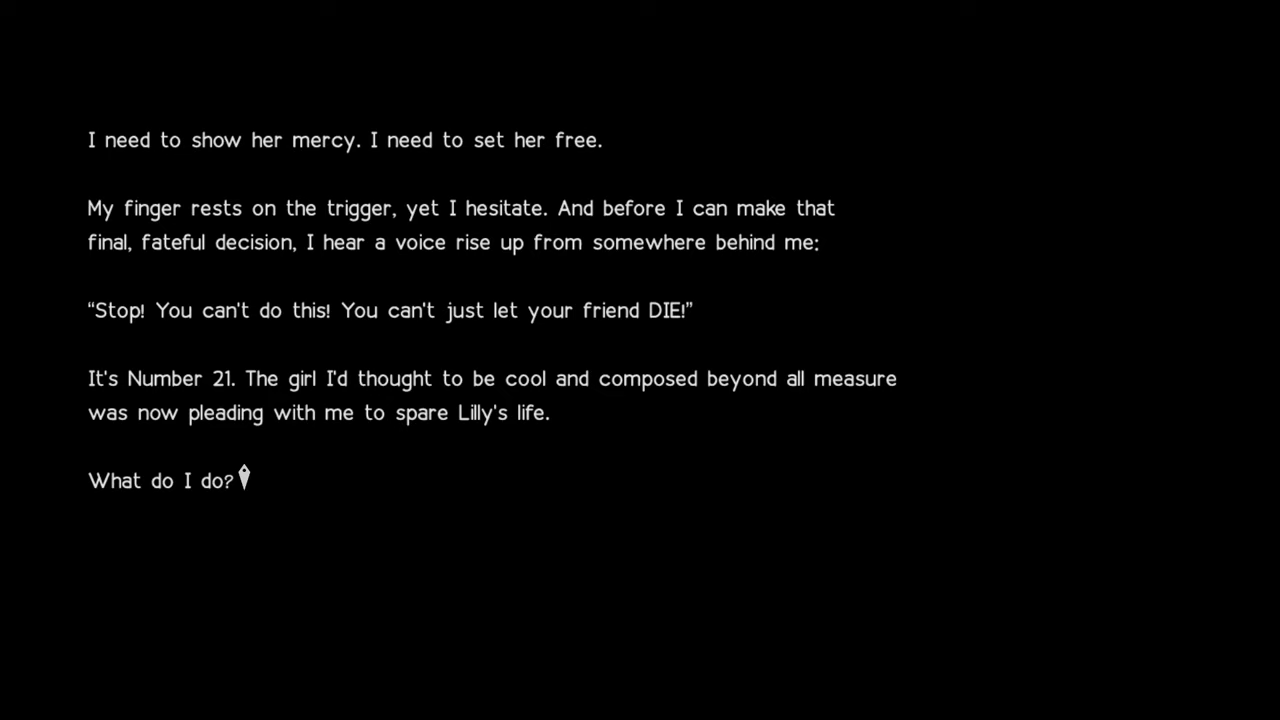 I need to show her mercy. I need to set her free.
My finger rests on the trigger, yet I hesitate. And before I can make that
final, fateful decision, I hear a voice rise up from somewhere behind me:
“Stop! You can't do this! You can't just let your friend DIE!”
It's Number 21. The girl I'd thought to be cool and composed beyond all measure
was now pleading with me to spare Lilly's life.
What do I do?